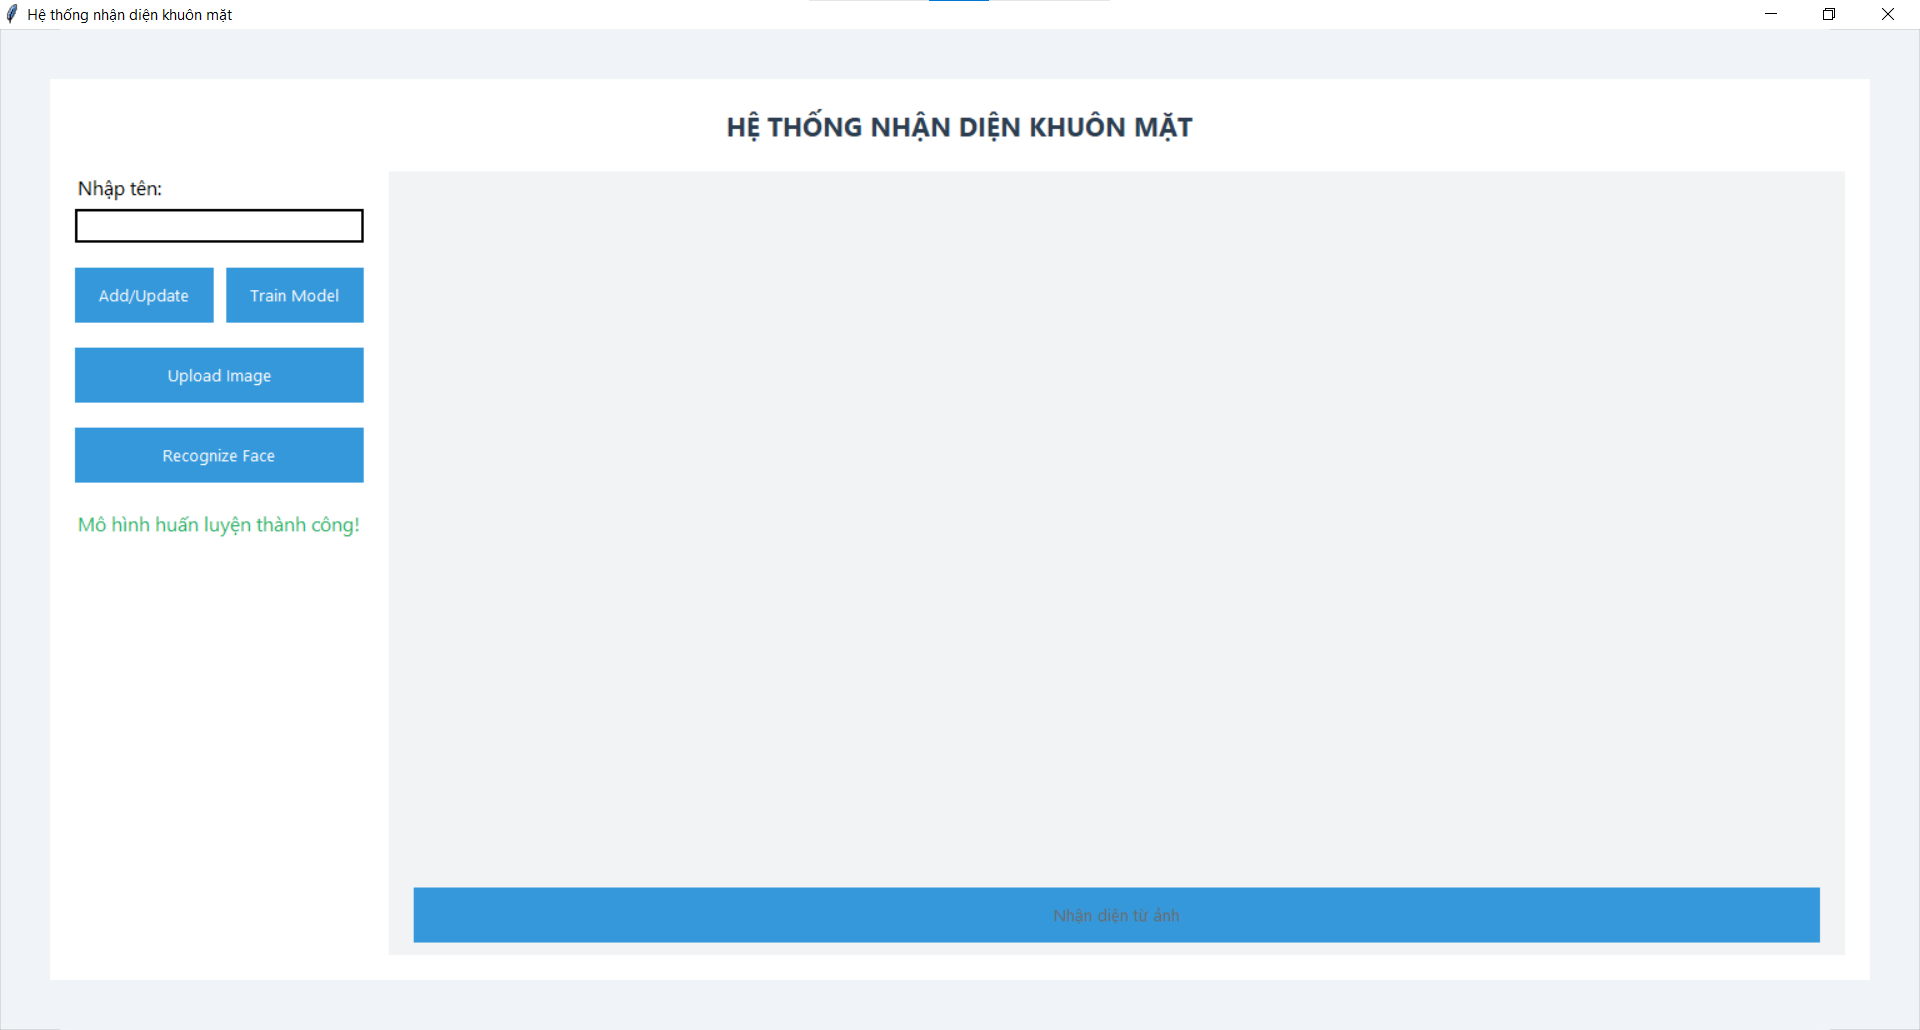 Hệ thống nhận diện khuôn mặt
HỆ THỐNG NHẬN DIỆN KHUÔN MẶT
Nhập tên:
Add/Update Train Model
Upload Image
Recognize Face
Mô hình huấn luyện thành công!
Nhận diện từ ảnh